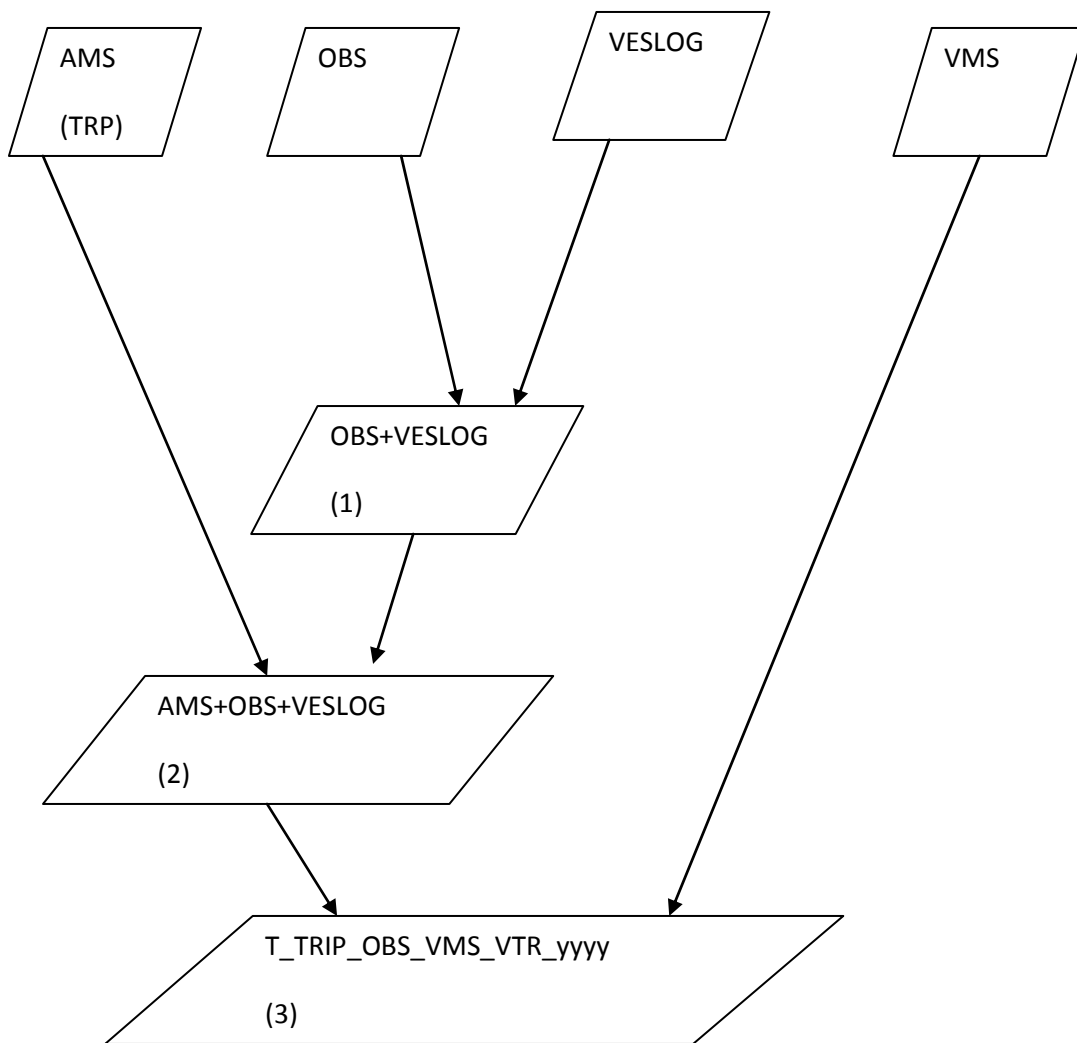 AMS
(TRP)
OBS
VESLOG
VMS
OBS+VESLOG
(1)
AMS+OBS+VESLOG
(2)
T_TRIP_OBS_VMS_VTR_yyyy
(3)